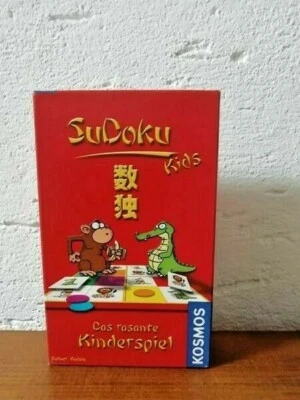 SuDoku
Kids
数
独
Das rasante
Kinderspiel
KOSMOS